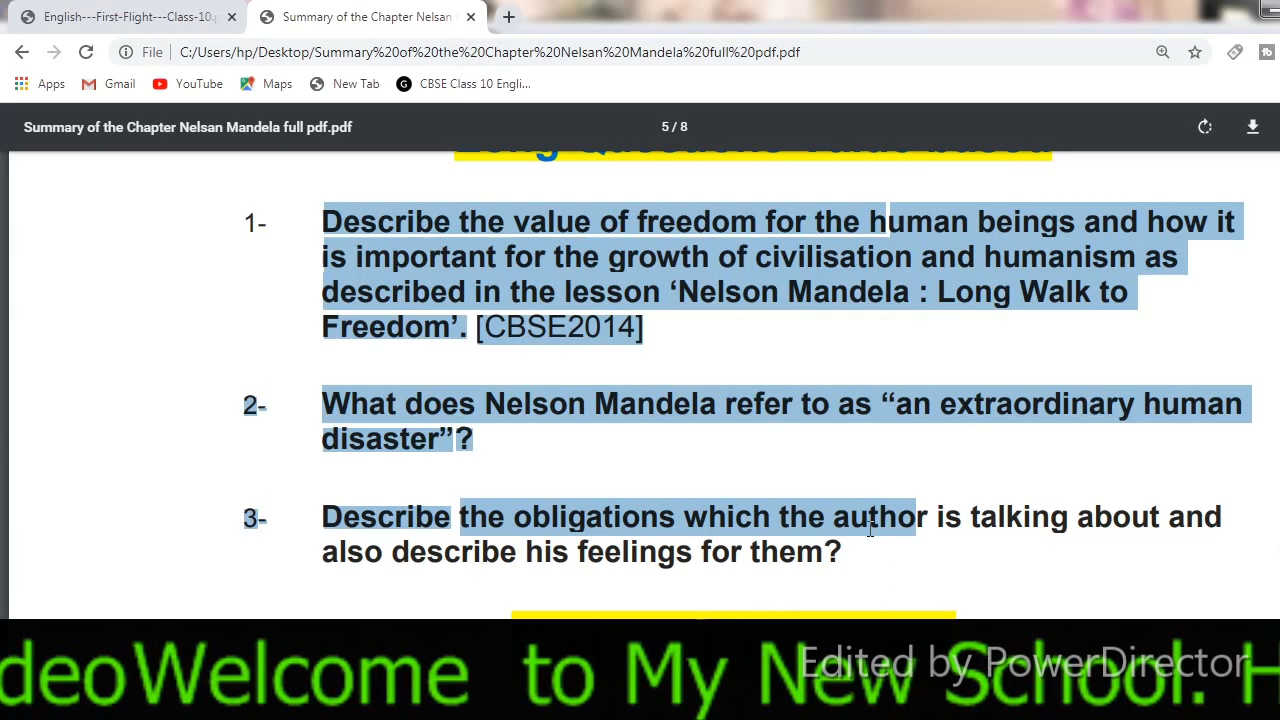 English---First-Flight---Class-10.p
Summary of the Chapter Nelsan M
File
C:/Users/hp/Desktop/Summary%20of%20the%20Chapter%20Nelsan%20Mandela%20full%20pdf.pdf
Apps
Gmail
YouTube
Maps
New Tab
CBSE Class 10 Engli...
Summary of the Chapter Nelsan Mandela full pdf.pdf
5 / 8
1- Describe the value of freedom for the human beings and how it
is important for the growth of civilisation and humanism as
described in the lesson ‘Nelson Mandela : Long Walk to
Freedom’. [CBSE2014]
2- What does Nelson Mandela refer to as “an extraordinary human
disaster”?
3- Describe the obligations which the author is talking about and
also describe his feelings for them?
deoWelcome to My New School. H
Edited by PowerDirector